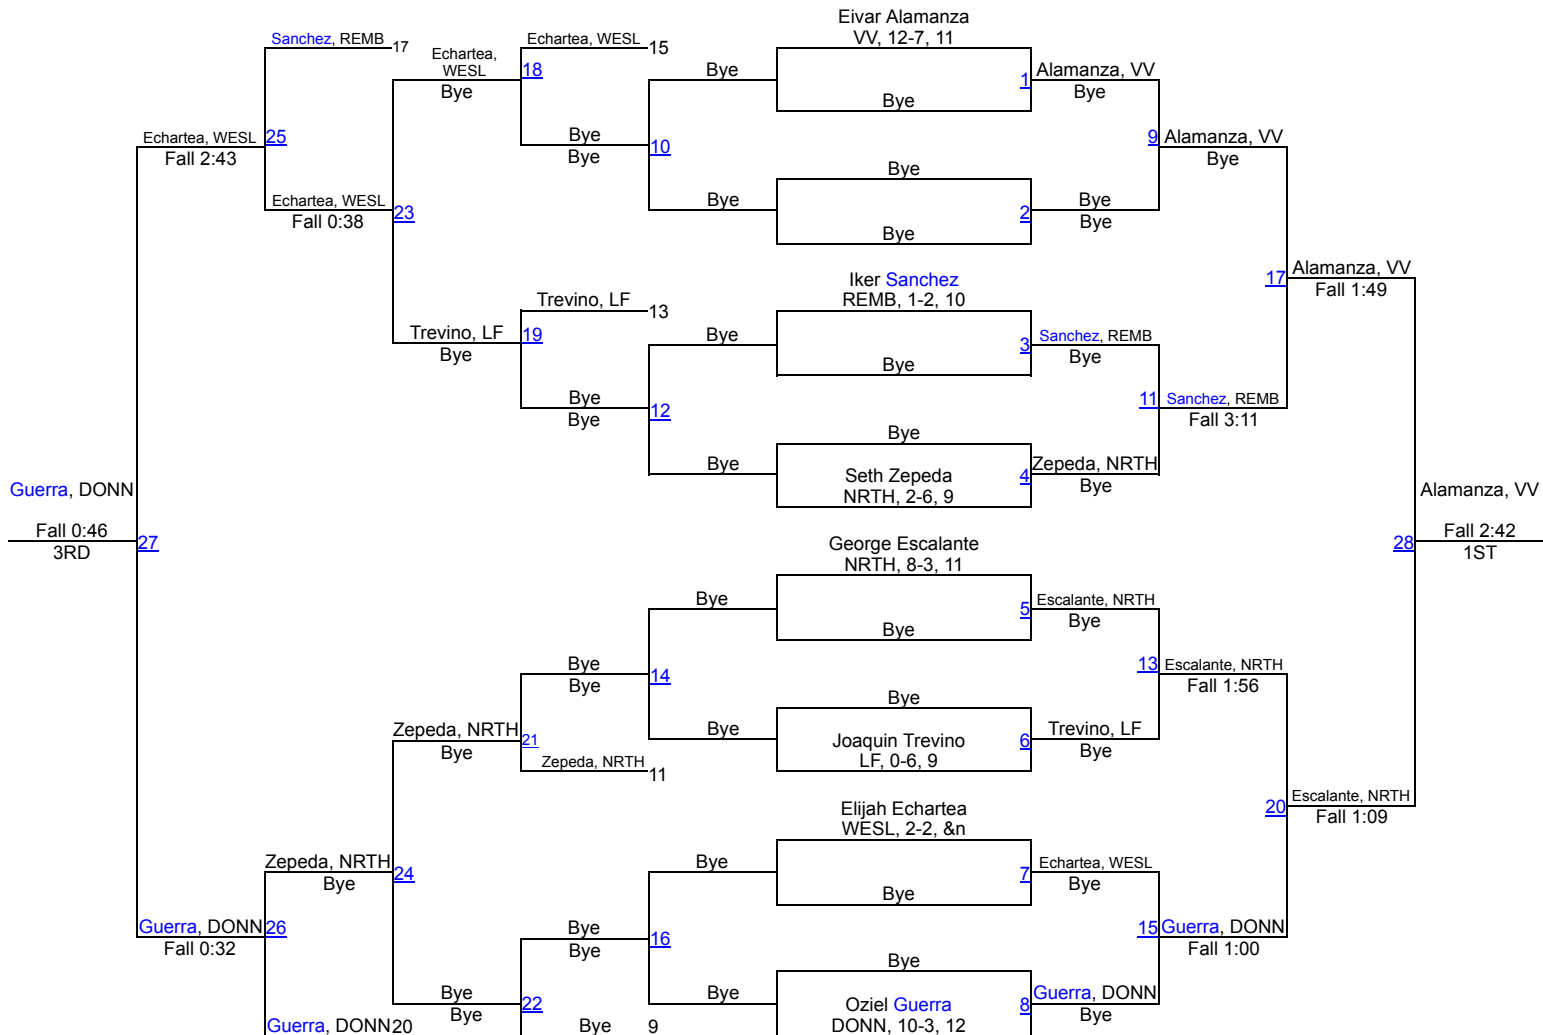 Eivar Alamanza
VV, 12-7, 11
Sanchez, REMB 17
Echartea, WESL 15
Echartea,
WESL
Bye
18
Bye
1
Alamanza, VV
Bye
Bye
Echartea, WESL
Fall 2:43
25
Bye
Bye
10
9
Alamanza, VV
Bye
Bye
Echartea, WESL
Fall 0:38
23
Bye
2
Bye
Bye
Bye
Iker Sanchez
REMB, 1-2, 10
17
Alamanza, VV
Fall 1:49
Trevino, LF 13
Trevino, LF
Bye
19
Bye
3
Sanchez, REMB
Bye
Bye
Bye
Bye
12
11
Sanchez, REMB
Fall 3:11
Bye
Bye
Seth Zepeda
NRTH, 2-6, 9
4
Zepeda, NRTH
Bye
Guerra, DONN
Fall 0:46
3RD
27
Alamanza, VV
28
Fall 2:42
1ST
George Escalante
NRTH, 8-3, 11
Bye
5
Escalante, NRTH
Bye
Bye
Bye
Bye
14
13
Escalante, NRTH
Fall 1:56
Bye
Zepeda, NRTH
Bye
21
Bye
Joaquin Trevino
LF, 0-6, 9
6
Trevino, LF
Bye
Zepeda, NRTH 11
20
Escalante, NRTH
Fall 1:09
Elijah Echartea
WESL, 2-2, &n
Zepeda, NRTH
Bye
24
Bye
7
Echartea, WESL
Bye
Bye
Guerra, DONN
Fall 0:32
26
Bye
Bye
16
15
Guerra, DONN
Fall 1:00
Bye
Bye
Bye
22
Bye
Oziel Guerra
DONN, 10-3, 12
8
Guerra, DONN
Bye
Guerra, DONN 20
Bye 9